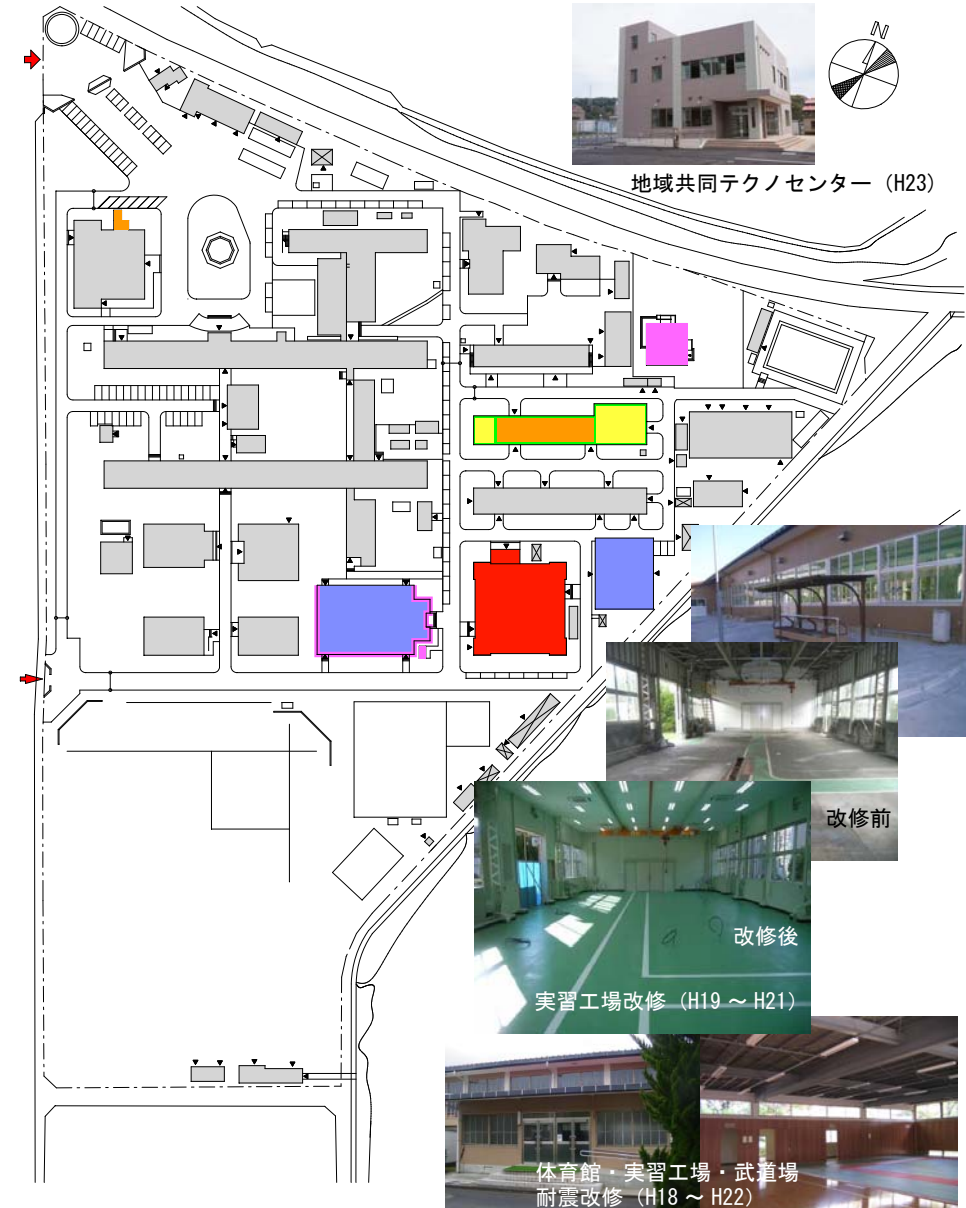 N
地域共同テクノセンター (H23)
改修前
改修後
実習工場改修 (H19 ~ H21)
体育館・実習工場・武道場
耐震改修 (H18 ~ H22)